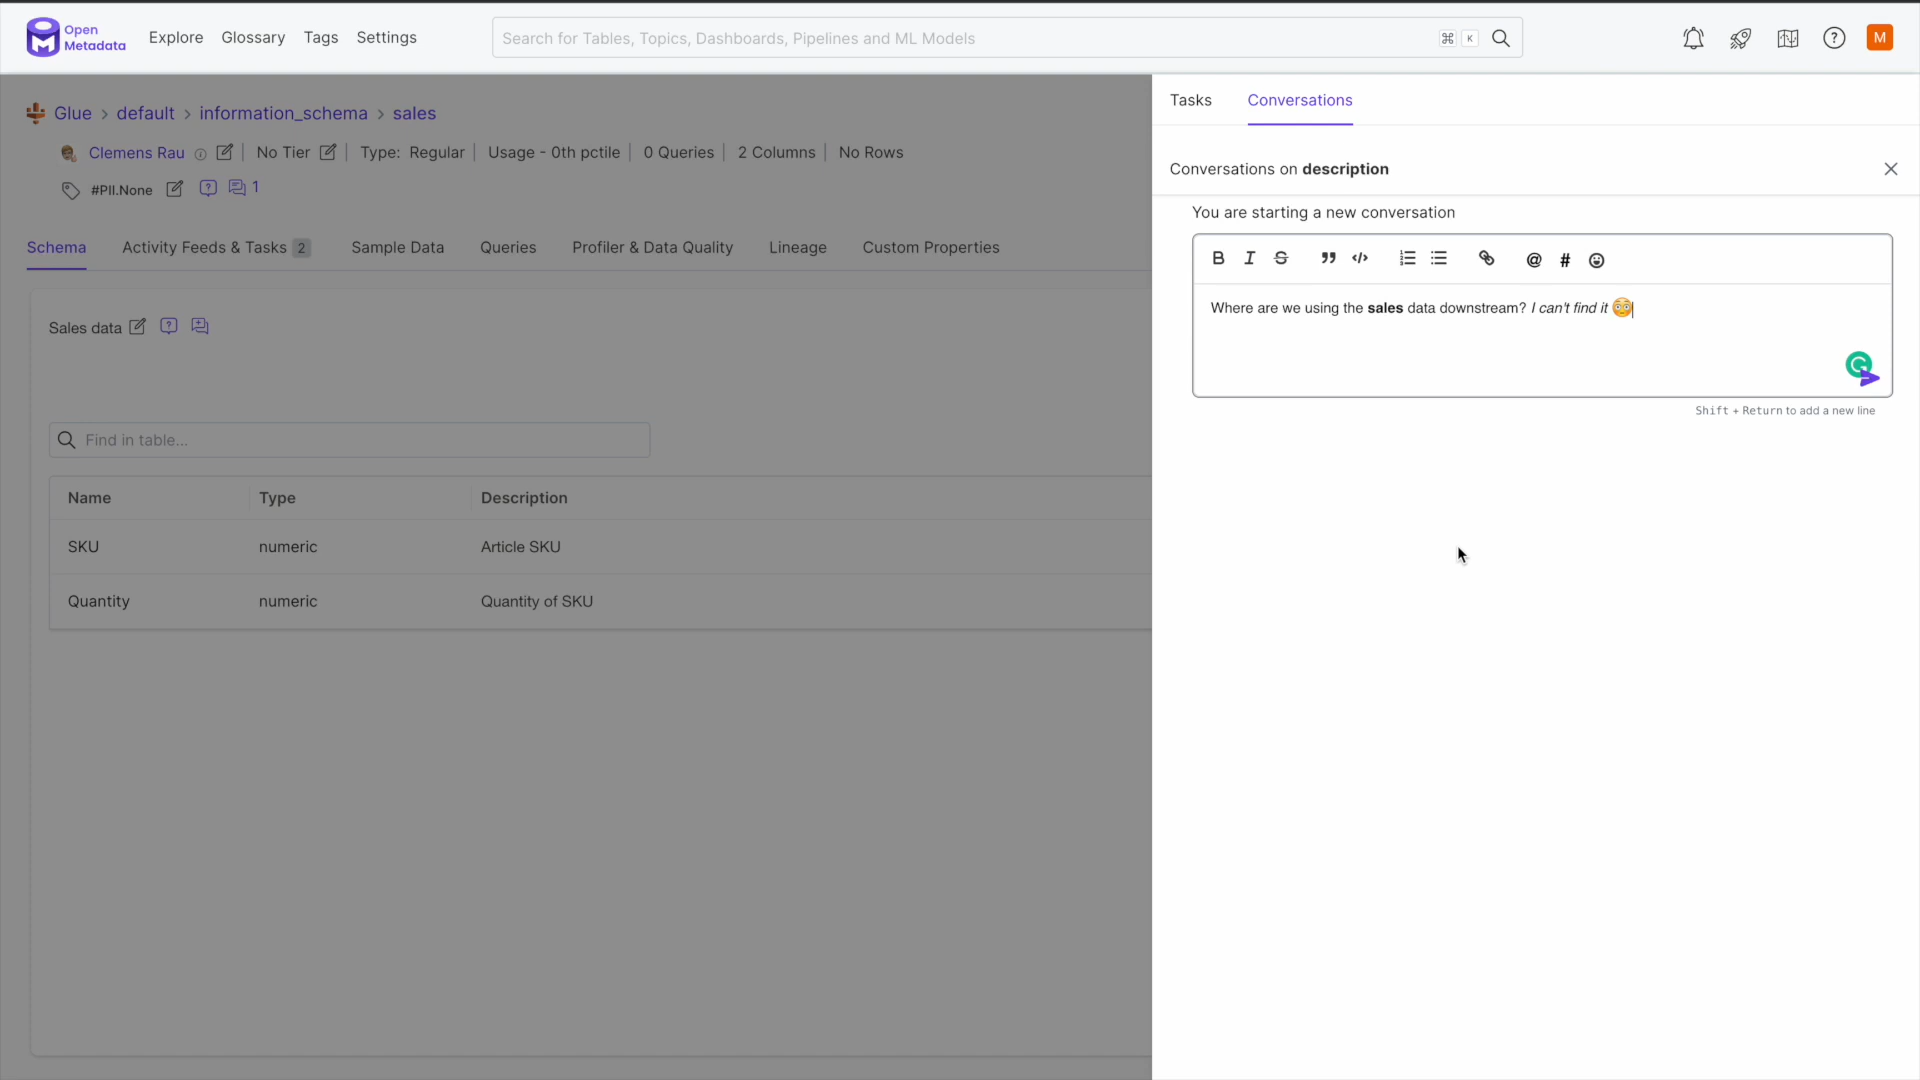 Open
Metadata
Explore Glossary Tags Settings
Search for Tables, Topics, Dashboards, Pipelines and ML Models ⌘ K
M
Glue > default > information_schema > sales
Clemens Rau No Tier Type: Regular Usage - 0th pctile 0 Queries 2 Columns No Rows
#PII.None 1
Schema Activity Feeds & Tasks 2 Sample Data Queries Profiler & Data Quality Lineage Custom Properties
Sales data
Find in table...
Name Type Description
SKU numeric Article SKU
Quantity numeric Quantity of SKU
Tasks Conversations
Conversations on description
You are starting a new conversation
B I S @ #
Where are we using the sales data downstream? I can't find it 😳
Shift + Return to add a new line